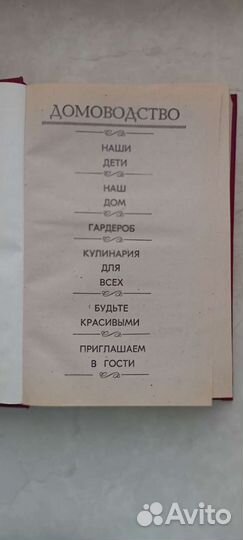 ДОМОВОДСТВО
НАШИ
ДЕТИ
НАШ
ДОМ
ГАРДЕРОБ
КУЛИНАРИЯ
ДЛЯ
ВСЕХ
БУДЬТЕ
КРАСИВЫМИ
ПРИГЛАШАЕМ
В ГОСТИ
Avito